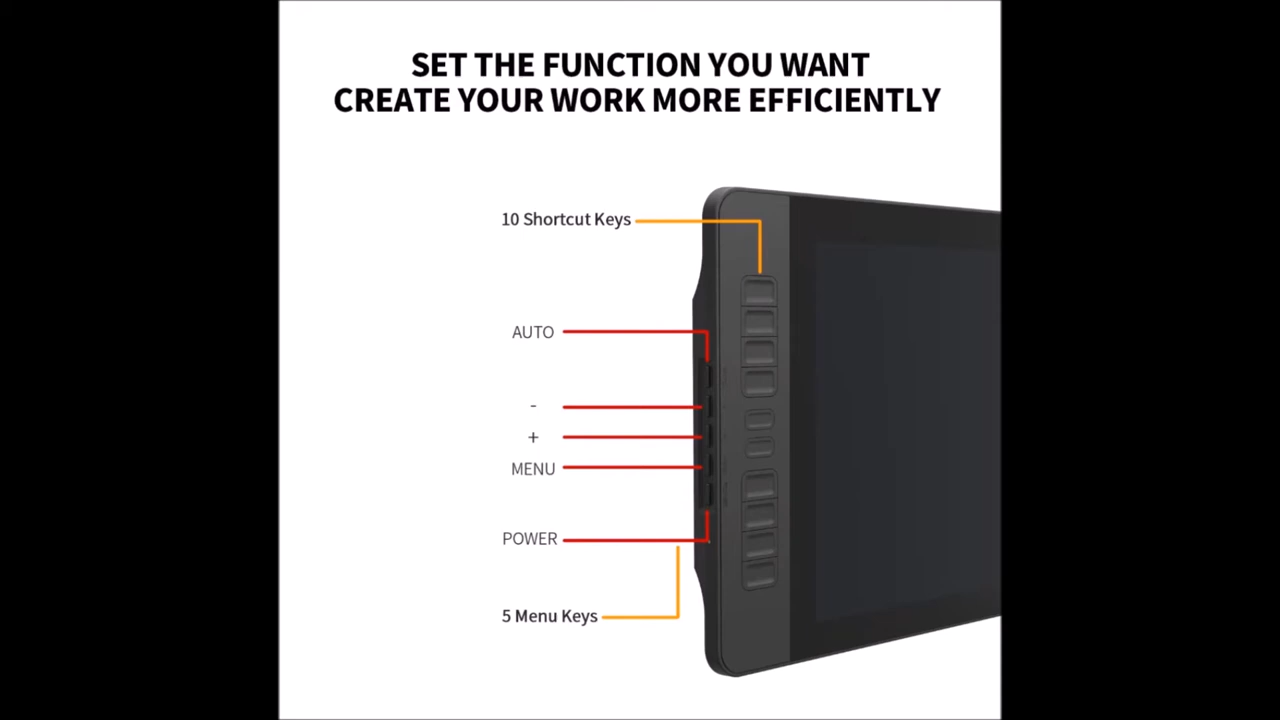 SET THE FUNCTION YOU WANT
CREATE YOUR WORK MORE EFFICIENTLY
10 Shortcut Keys
AUTO
-
+
MENU
POWER
5 Menu Keys